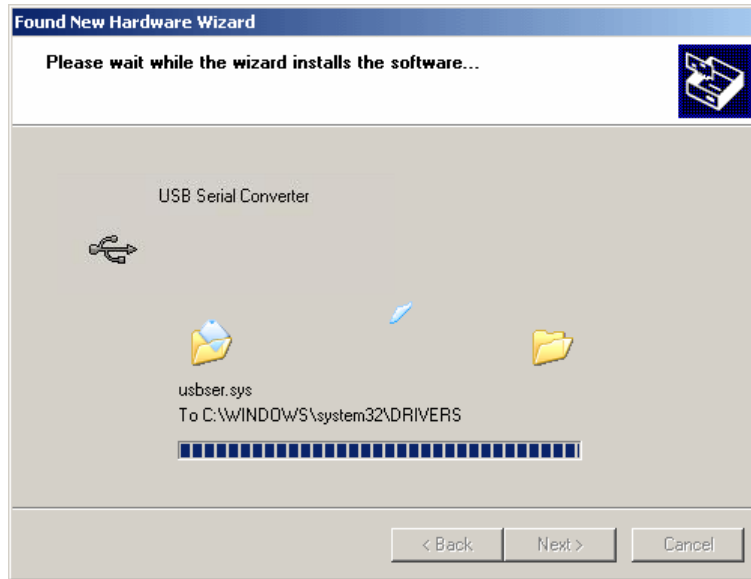 Found New Hardware Wizard
Please wait while the wizard installs the software...
USB Serial Converter
usbser.sys
To C:\WINDOWS\system32\DRIVERS
< Back
Next >
Cancel